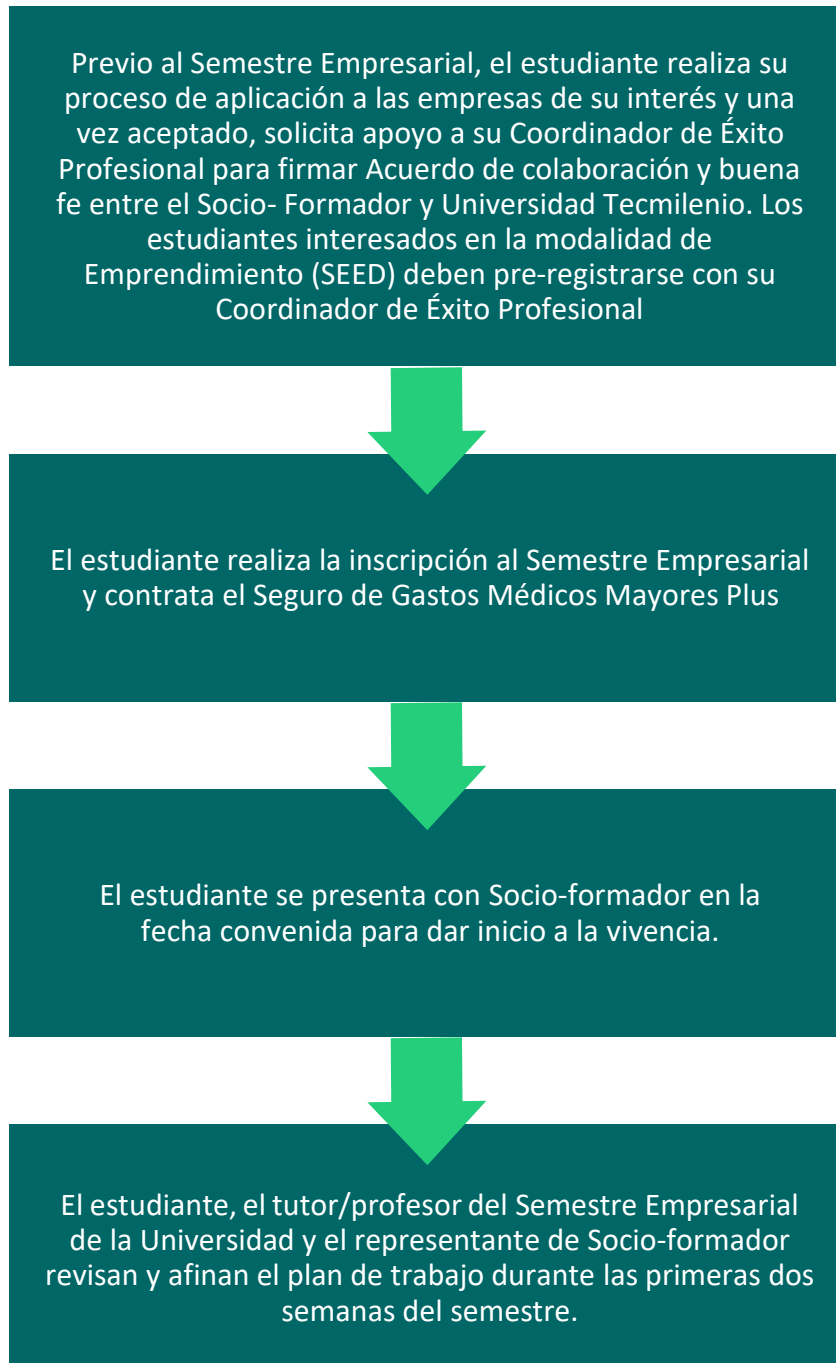 Previo al Semestre Empresarial, el estudiante realiza su
proceso de aplicación a las empresas de su interés y una
vez aceptado, solicita apoyo a su Coordinador de Éxito
Profesional para firmar Acuerdo de colaboración y buena
fe entre el Socio- Formador y Universidad Tecmilenio. Los
estudiantes interesados en la modalidad de
Emprendimiento (SEED) deben pre-registrarse con su
Coordinador de Éxito Profesional
El estudiante realiza la inscripción al Semestre Empresarial
y contrata el Seguro de Gastos Médicos Mayores Plus
El estudiante se presenta con Socio-formador en la
fecha convenida para dar inicio a la vivencia.
El estudiante, el tutor/profesor del Semestre Empresarial
de la Universidad y el representante de Socio-formador
revisan y afinan el plan de trabajo durante las primeras dos
semanas del semestre.